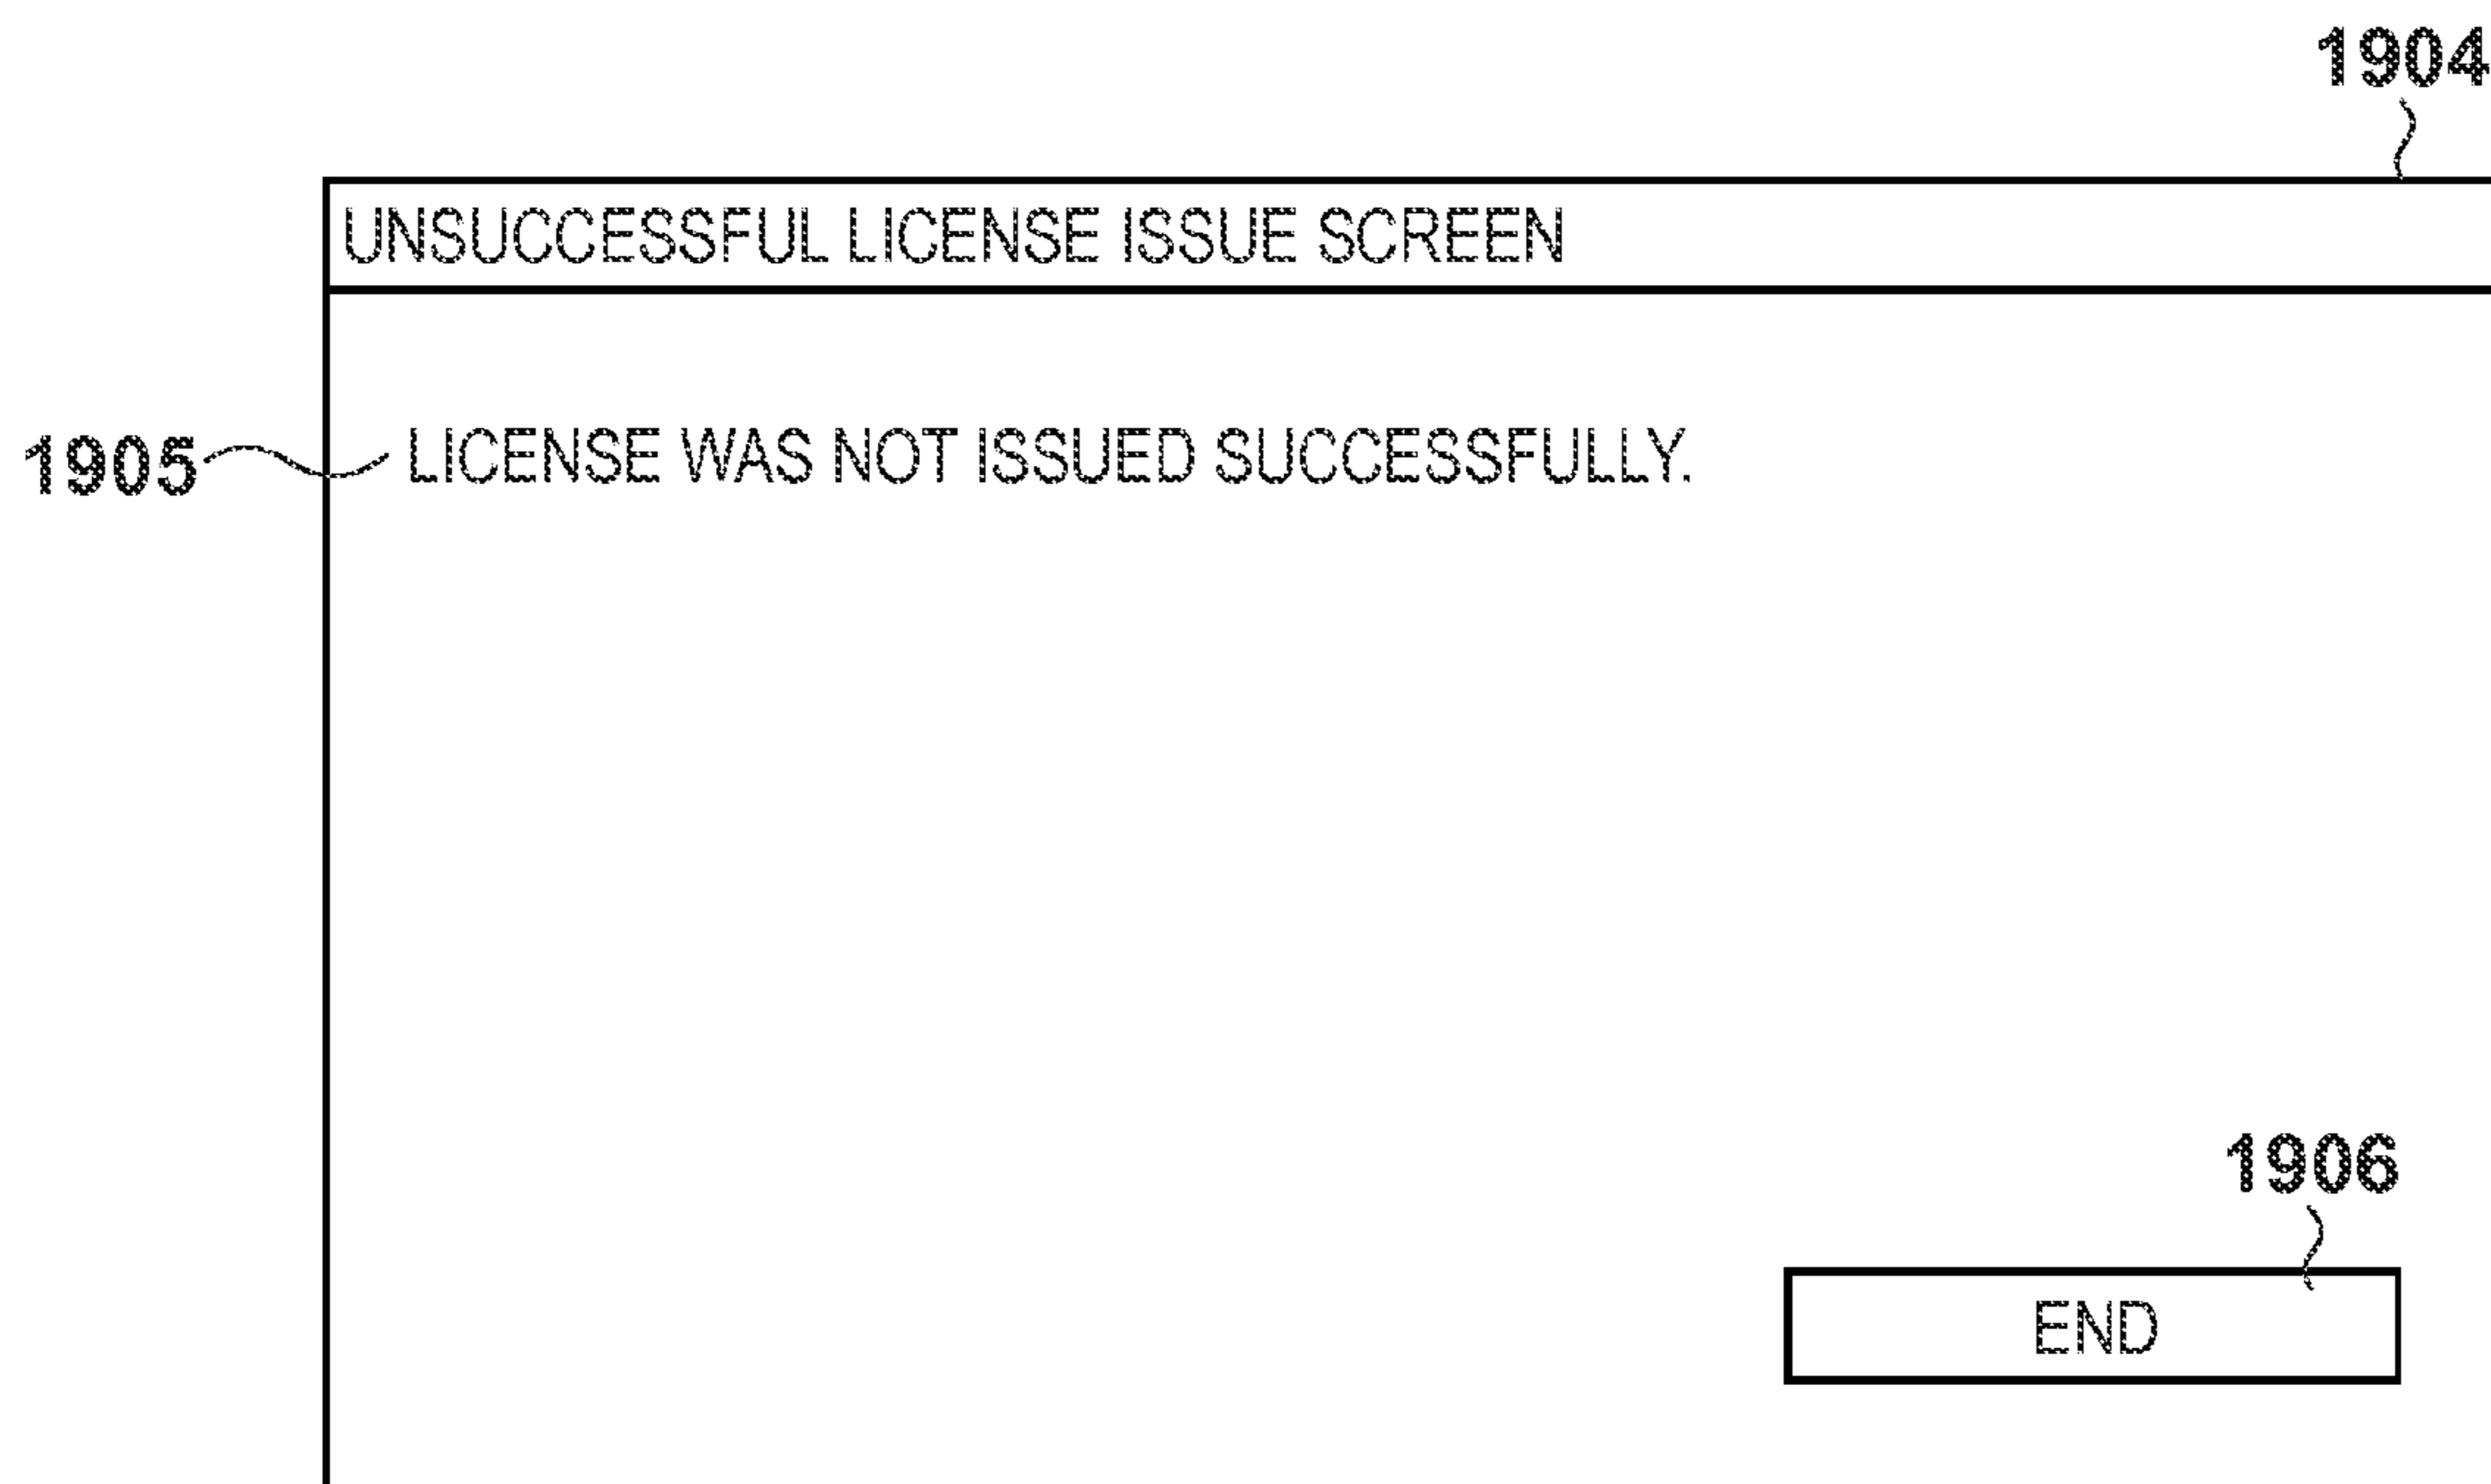 1904
UNSUCCESSFUL LICENSE ISSUE SCREEN
1905 LICENSE WAS NOT ISSUED SUCCESSFULLY.
1906
END